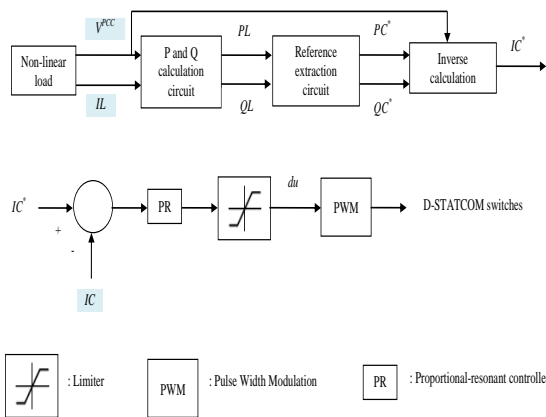 V^PCC
PL
PC*
IC*
Non-linear
load
P and Q
calculation
circuit
Reference
extraction
circuit
Inverse
calculation
IL
QL
QC*
IC*
+
-
IC
PR
du
PWM
D-STATCOM switches
: Limiter
PWM
: Pulse Width Modulation
PR
: Proportional-resonant controlle